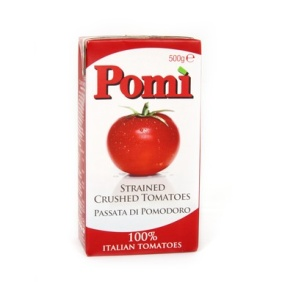 500g e
Pomì
STRAINED
CRUSHED TOMATOES
PASSATA DI POMODORO
100%
ITALIAN TOMATOES